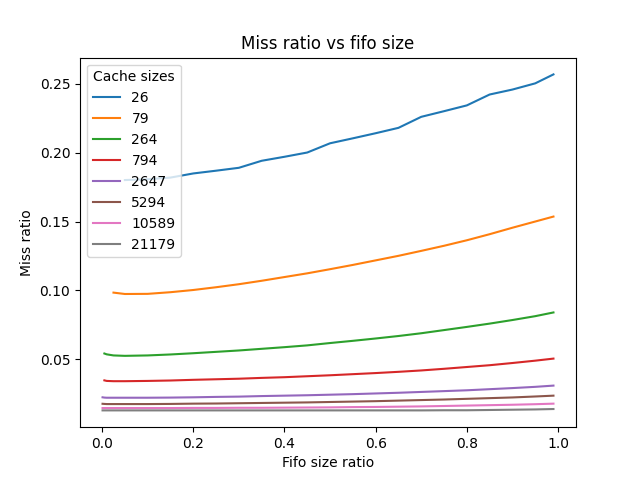 Miss ratio vs fifo size
Cache sizes
26
79
264
794
2647
5294
10589
21179
Miss ratio
0.25
0.20
0.15
0.10
0.05
0.0 0.2 0.4 0.6 0.8 1.0
Fifo size ratio